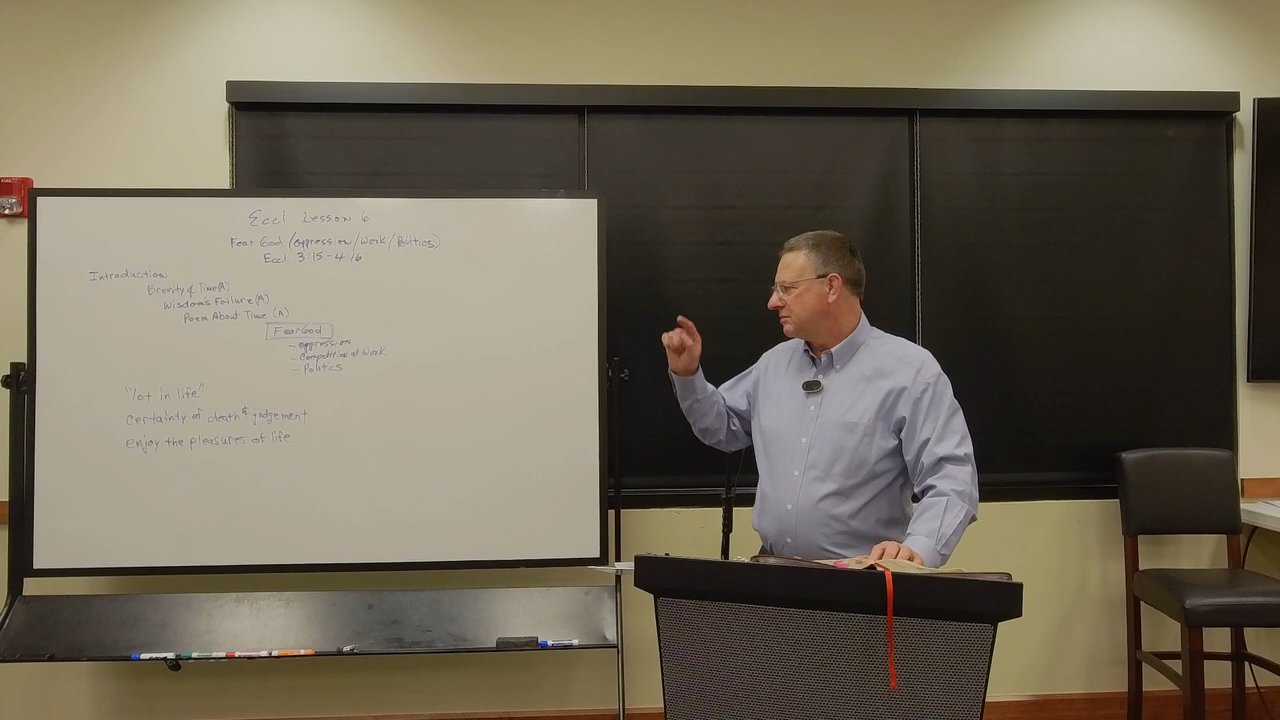 Eccl Lesson 6
Fear God (oppression/Work/Politics)
Eccl 3:15-4:16
Introduction
Brevity of Time (A)
Wisdom's Failure (A)
Poem About Time (A)
Fear God
- oppression
- Competition at Work
- Politics
"lot in life"
Certainty of death & judgement
enjoy the pleasures of life
FIRE